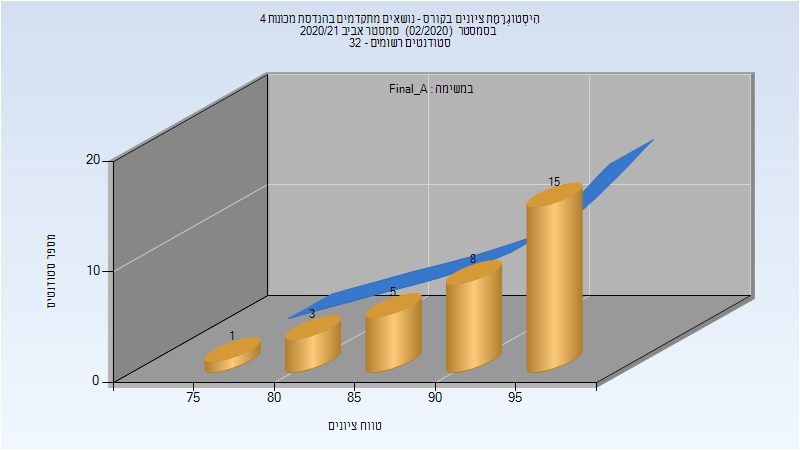 היסטוגרמת ציונים בקורס - נושאים מתקדמים בהנדסת מכונות 4
בסמסטר (02/2020) סמסטר אביב 2020/21
סטודנטים רשומים - 32
במשימה : Final_A
20
10
0
מספר סטודנטים
1
3
5
8
15
75
80
85
90
95
טווח ציונים